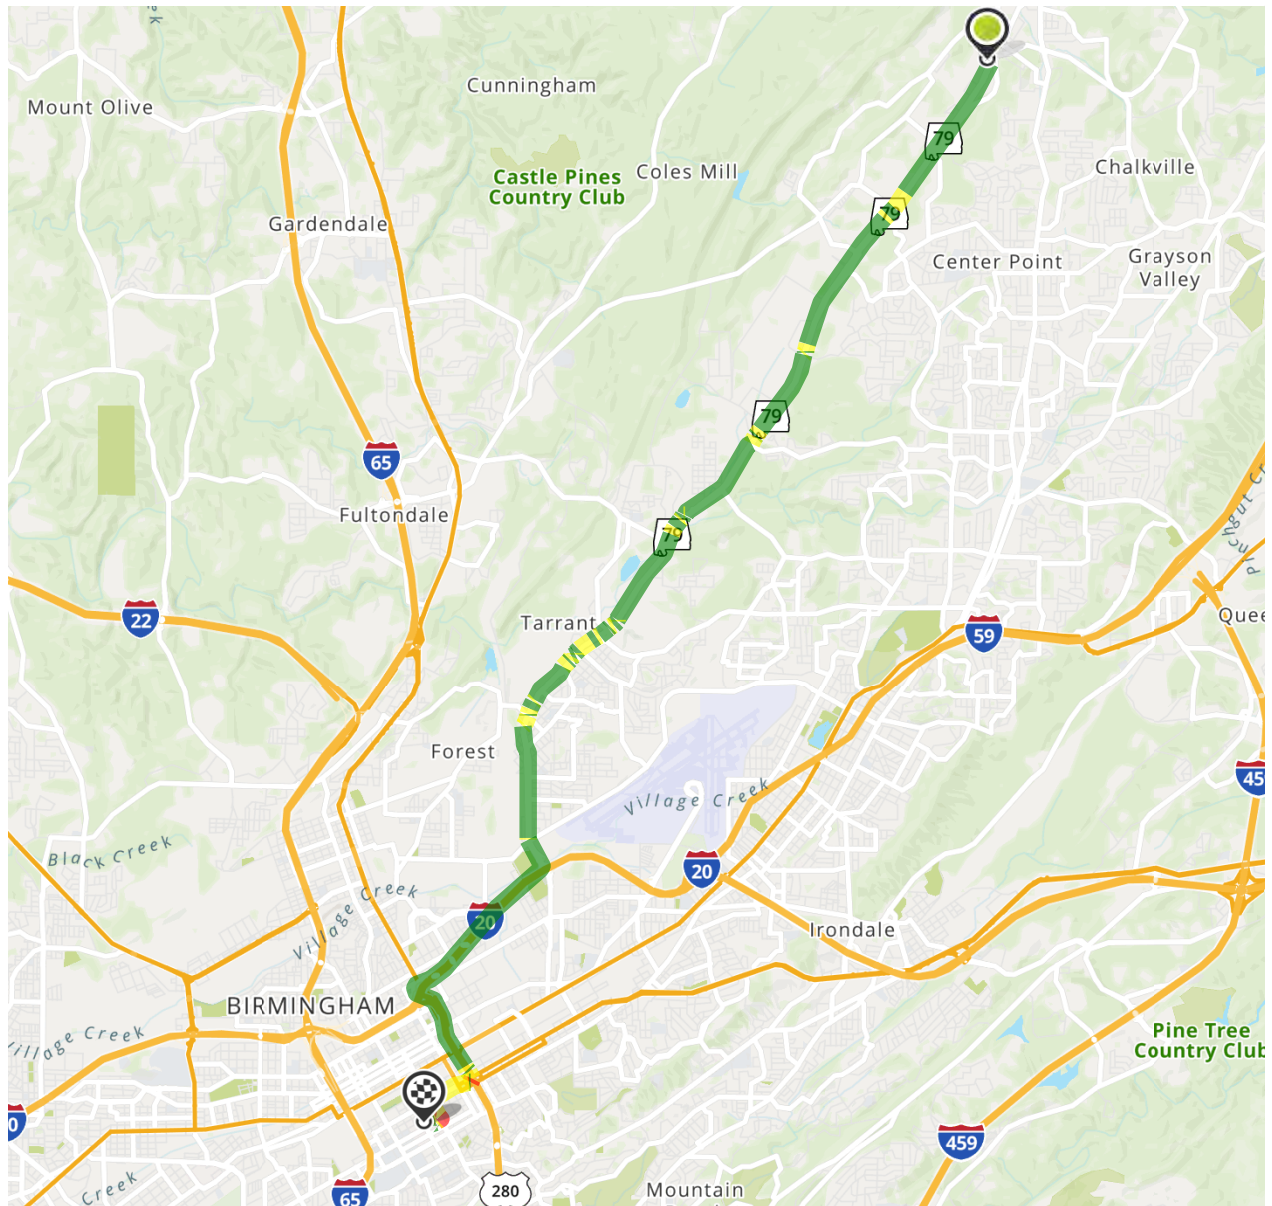 Cunningham
Mount Olive
79
Chalkville
Coles Mill
Castle Pines
Country Club
79
Gardendale
Center Point
Grayson
Valley
79
65
Fultondale
79
22
Tarrant
59
Quee
Forest
45
Village Creek
Black Creek
20
Village Creek
20
Irondale
BIRMINGHAM
Village Creek
Pine Tree
Country Club
0
459
Creek
65
280
Mountain